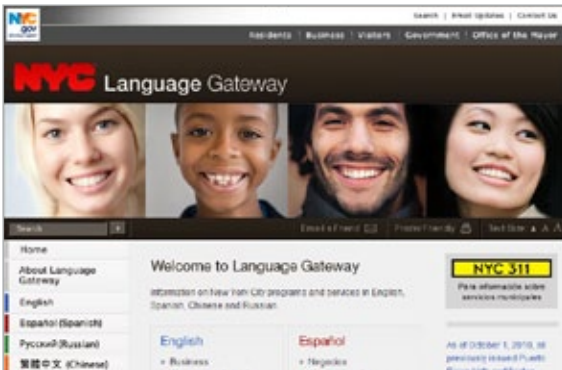 NYC
.gov
Search | Email Updates | Contact Us
Residents | Business | Visitors | Government | Office of the Mayor
NYC Language Gateway
Search
Email a Friend
Printer Friendly
Text Size A A A
Home
About Language
Gateway
English
Español (Spanish)
Русский (Russian)
繁體中文 (Chinese)
Welcome to Language Gateway
Information on New York City programs and services in English,
Spanish, Chinese and Russian.
English
Español
+ Business
+ Negocios
NYC 311
Para información sobre
servicios municipales
As of October 1, 2010, all
previously issued Puerto